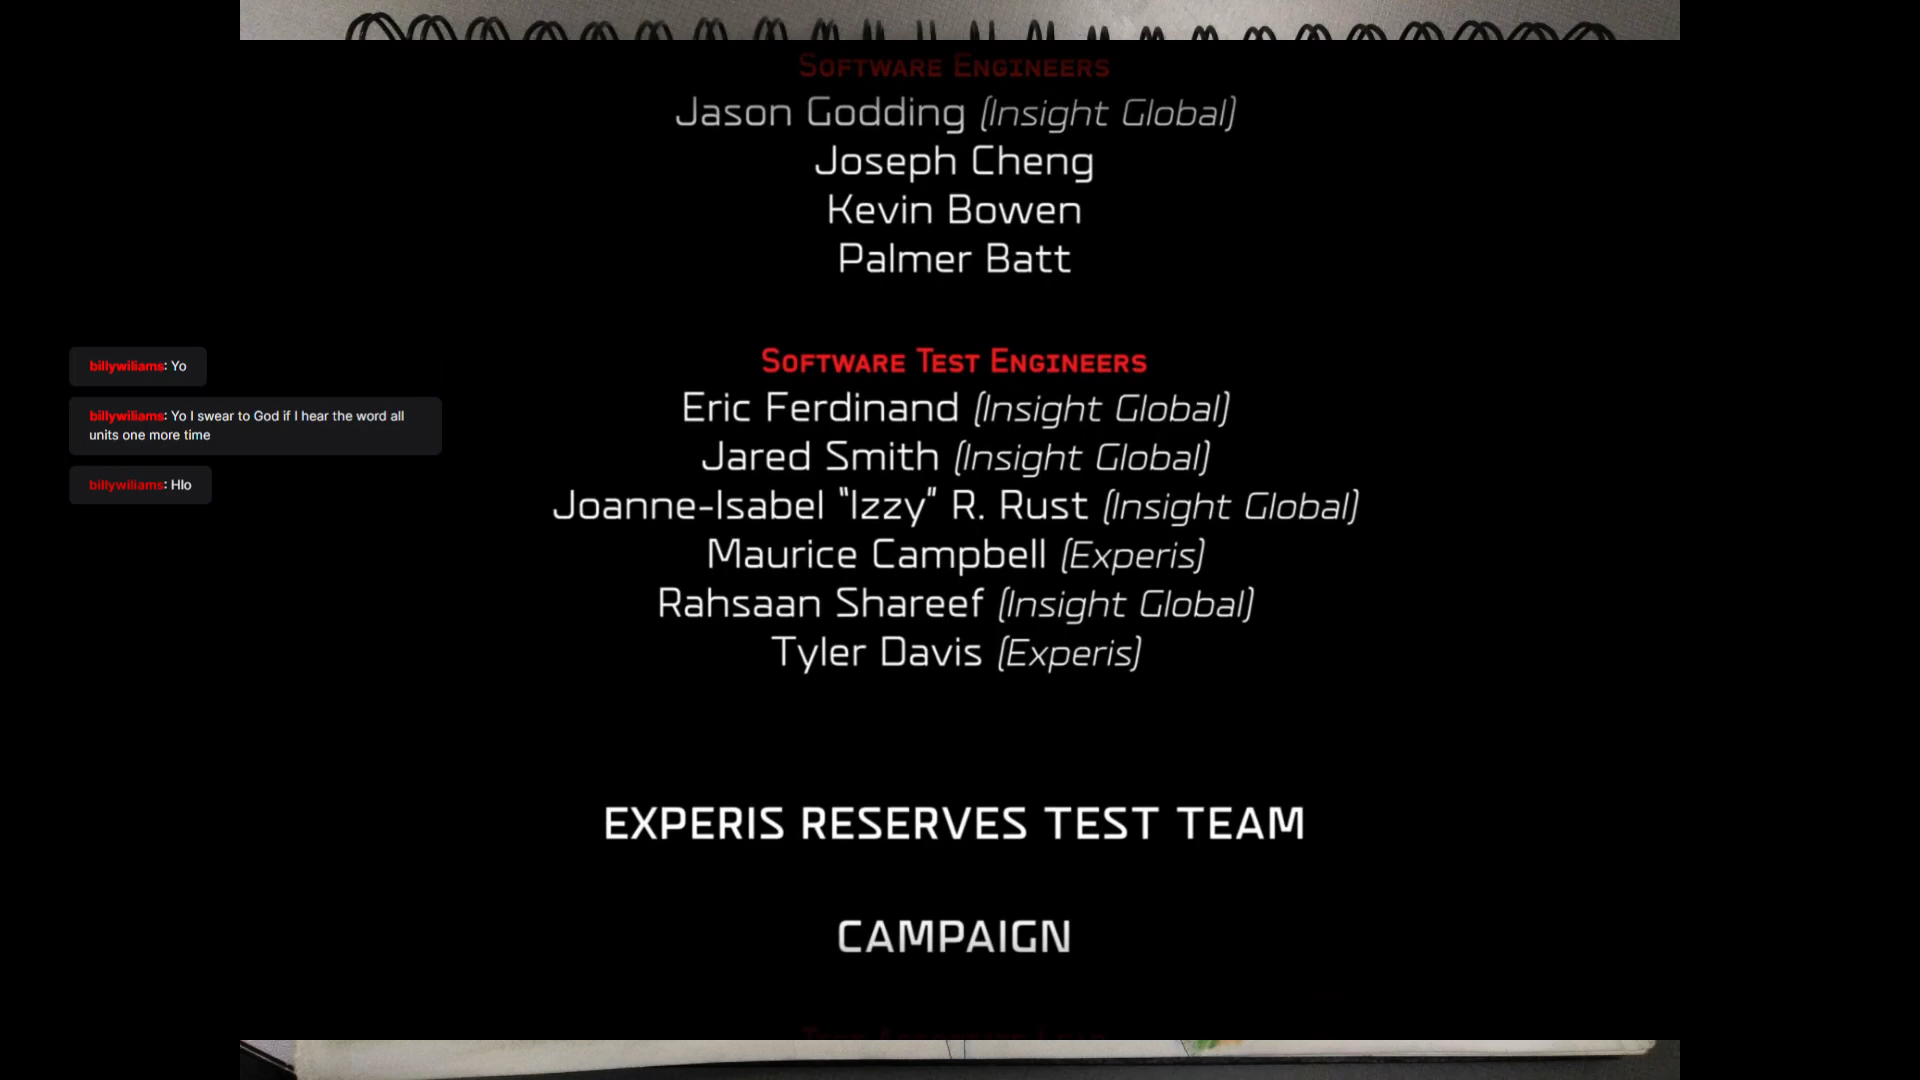 Software Engineers
Jason Godding (Insight Global)
Joseph Cheng
Kevin Bowen
Palmer Batt
billywiliams: Yo
billywiliams: Yo I swear to God if I hear the word all
units one more time
billywiliams: Hlo
Software Test Engineers
Eric Ferdinand (Insight Global)
Jared Smith (Insight Global)
Joanne-Isabel "Izzy" R. Rust (Insight Global)
Maurice Campbell (Experis)
Rahsaan Shareef (Insight Global)
Tyler Davis (Experis)
EXPERIS RESERVES TEST TEAM
CAMPAIGN